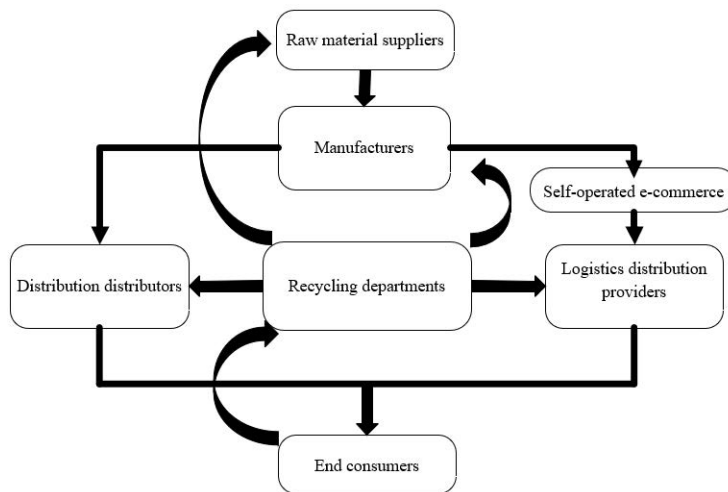 Raw material suppliers
Manufacturers
Self-operated e-commerce
Distribution distributors
Recycling departments
Logistics distribution
providers
End consumers